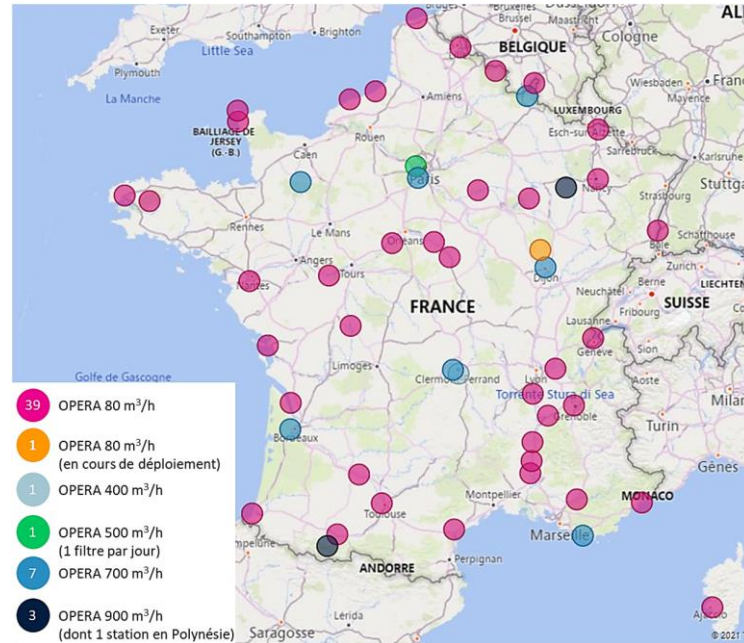 Exeter
Southampton
Brighton
Bruges
Bruxelles
Brussel
Maastricht
Düsseldorf
Cologne
ALL
Plymouth
Little Sea
BELGIQUE
La Manche
Amiens
Wiesbaden
Franc
Mayence
LUXEMBOURG
Esch-sur-Alzette
BAILLIAGE DE
JERSEY
(G.-B.)
Caen
Rouen
Sarrebruck
Karlsruhe
Paris
Nancy
Stuttga
Strasbourg
Rennes
Le Mans
Orléans
Schaffhouse
Bâle
Angers
Tours
Dijon
Zurich
LIECHTEN
Nantes
Neuchâtel
Berne
SUISSE
FRANCE
Fribourg
Lausanne
Genève
Sion
Limoges
Golfe de Gascogne
Clermont-Ferrand
Lyon
Aoste
Milan
Torrente Stura di Sea
Grenoble
Turin
Bordeaux
Gênes
39 OPERA 80 m³/h
1 OPERA 80 m³/h
(en cours de déploiement)
1 OPERA 400 m³/h
1 OPERA 500 m³/h
(1 filtre par jour)
7 OPERA 700 m³/h
3 OPERA 900 m³/h
(dont 1 station en Polynésie)
Toulouse
Montpellier
MONACO
Marseille
mpelune
Perpignan
ANDORRE
Lérida
Saragosse
Ajaccio
© 2021